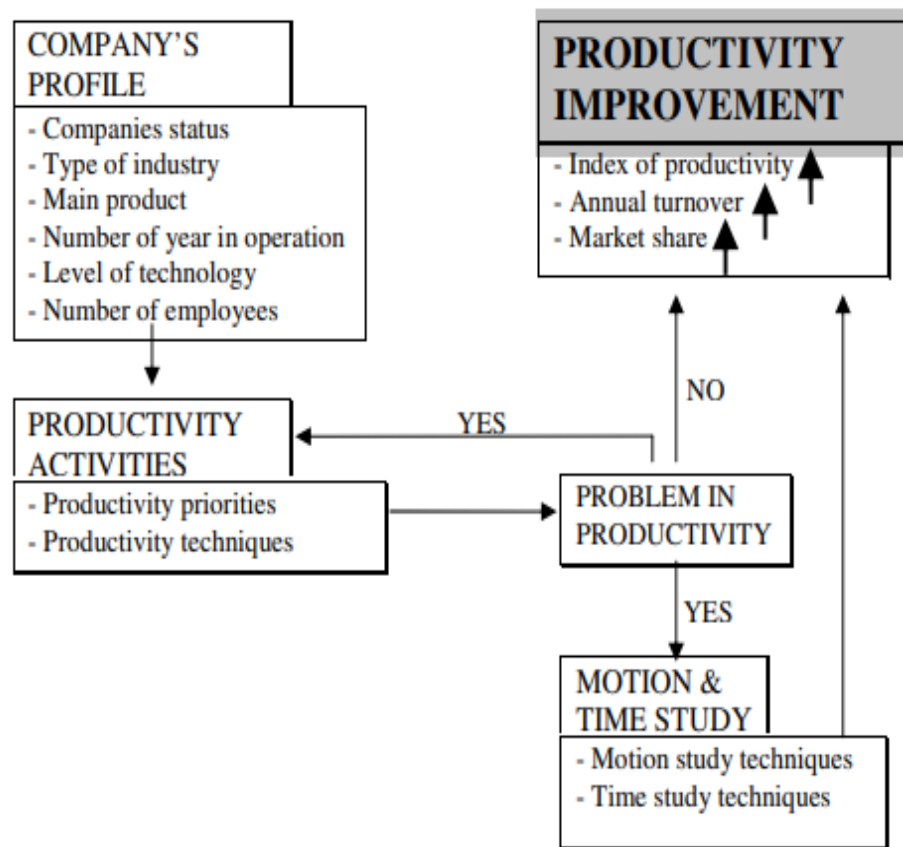 COMPANY'S
PROFILE
- Companies status
- Type of industry
- Main product
- Number of year in operation
- Level of technology
- Number of employees
PRODUCTIVITY
IMPROVEMENT
- Index of productivity
- Annual turnover
- Market share
NO
YES
PRODUCTIVITY
ACTIVITIES
- Productivity priorities
- Productivity techniques
PROBLEM IN
PRODUCTIVITY
YES
MOTION &
TIME STUDY
- Motion study techniques
- Time study techniques